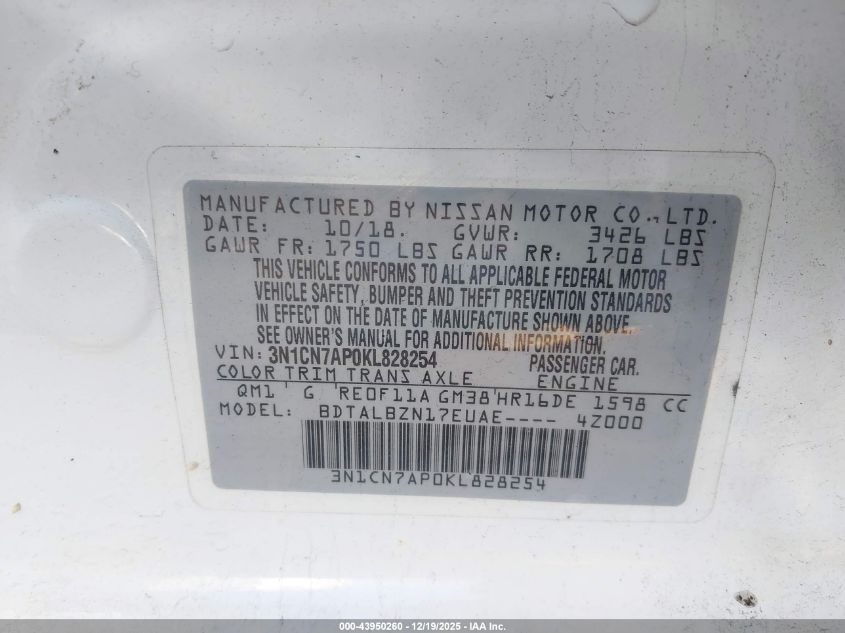 MANUFACTURED BY NISSAN MOTOR CO., LTD.
DATE: 10/18. GVWR: 3426 LBS
GAWR FR: 1750 LBS GAWR RR: 1708 LBS
THIS VEHICLE CONFORMS TO ALL APPLICABLE FEDERAL MOTOR
VEHICLE SAFETY, BUMPER AND THEFT PREVENTION STANDARDS
IN EFFECT ON THE DATE OF MANUFACTURE SHOWN ABOVE.
SEE OWNER'S MANUAL FOR ADDITIONAL INFORMATION.
VIN: 3N1CN7AP0KL828254 PASSENGER CAR.
COLOR TRIM TRANS AXLE ENGINE
QM1 ' G ' RE0F11A GM38 ' HR16DE 1598 CC
MODEL: BDTALBZN17EUAE---- 4Z000
3N1CN7AP0KL828254
000-43950260 - 12/19/2025 - IAA Inc.